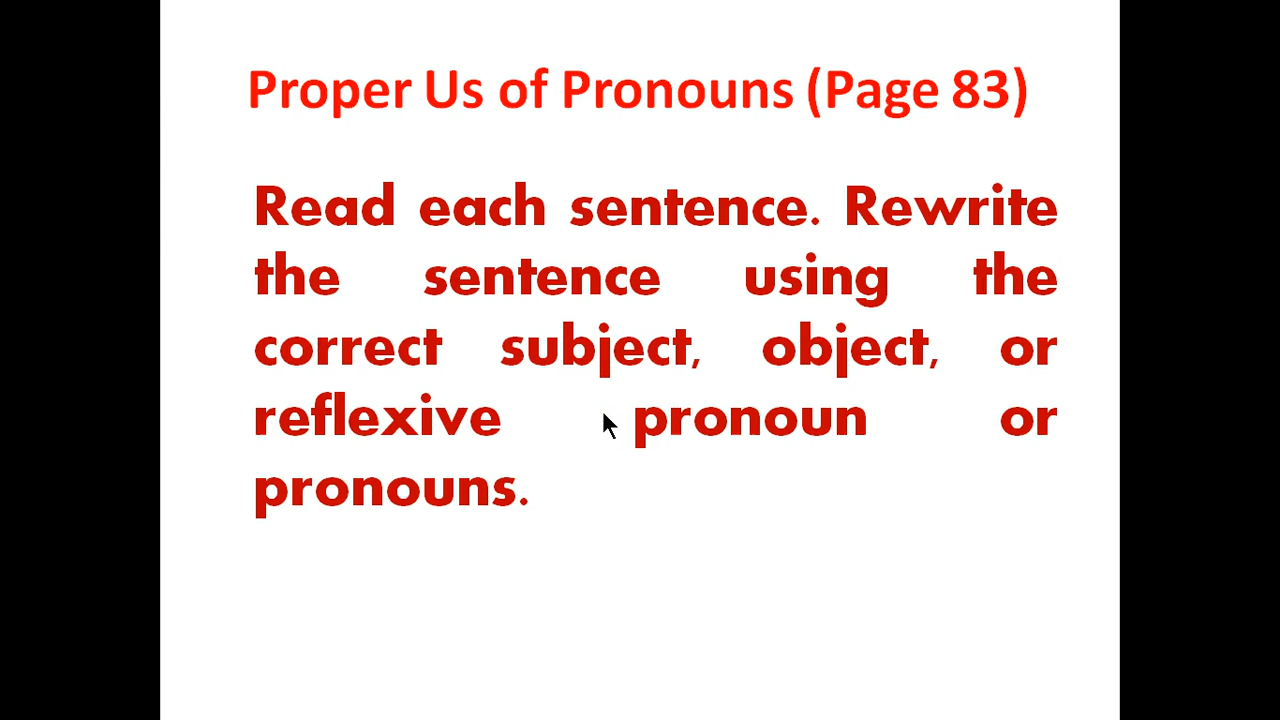 Proper Us of Pronouns (Page 83)
Read each sentence. Rewrite
the sentence using the
correct subject, object, or
reflexive pronoun or
pronouns.